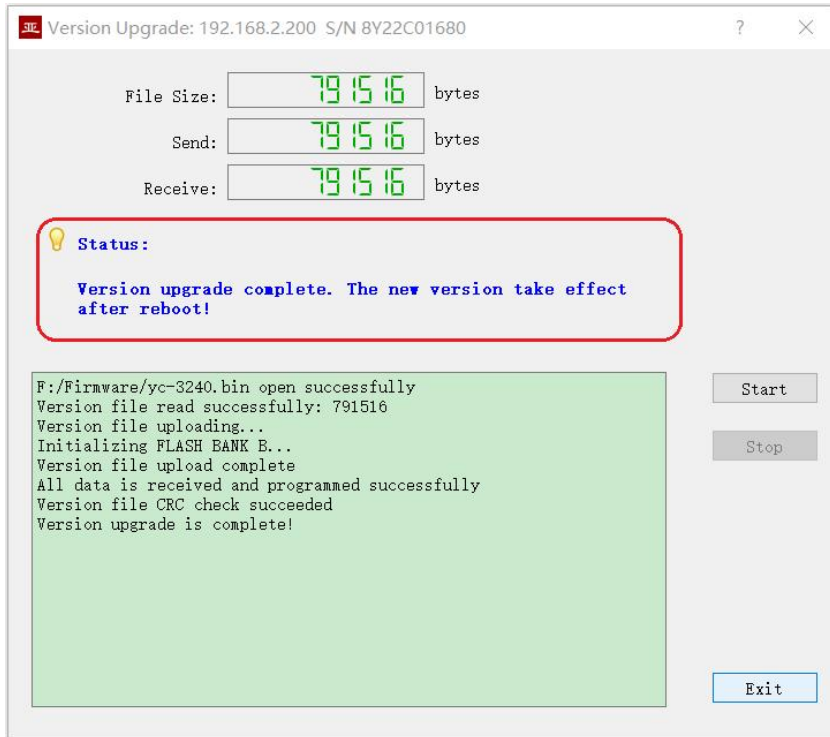 亚 Version Upgrade: 192.168.2.200 S/N 8Y22C01680 ?
File Size: 791516 bytes
Send: 791516 bytes
Receive: 791516 bytes
Status:
Version upgrade complete. The new version take effect
after reboot!
F:/Firmware/yc-3240.bin open successfully
Version file read successfully: 791516
Version file uploading...
Initializing FLASH BANK B...
Version file upload complete
All data is received and programmed successfully
Version file CRC check succeeded
Version upgrade is complete!
Start
Stop
Exit